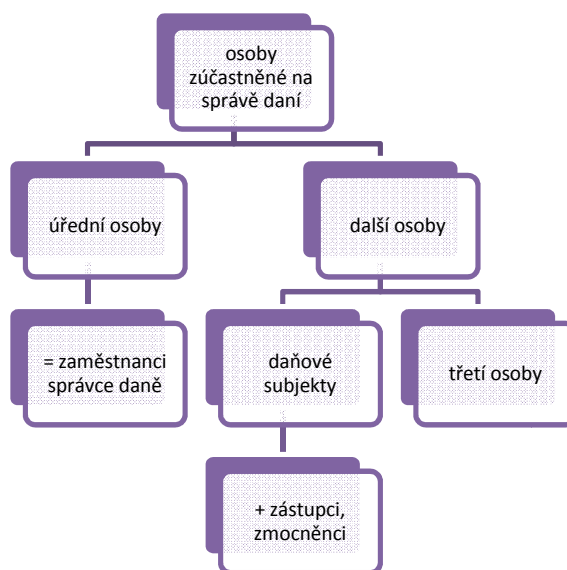 osoby
zúčastněné na
správě daní
úřední osoby
další osoby
= zaměstnanci
správce daně
daňové
subjekty
třetí osoby
+ zástupci,
zmocněnci